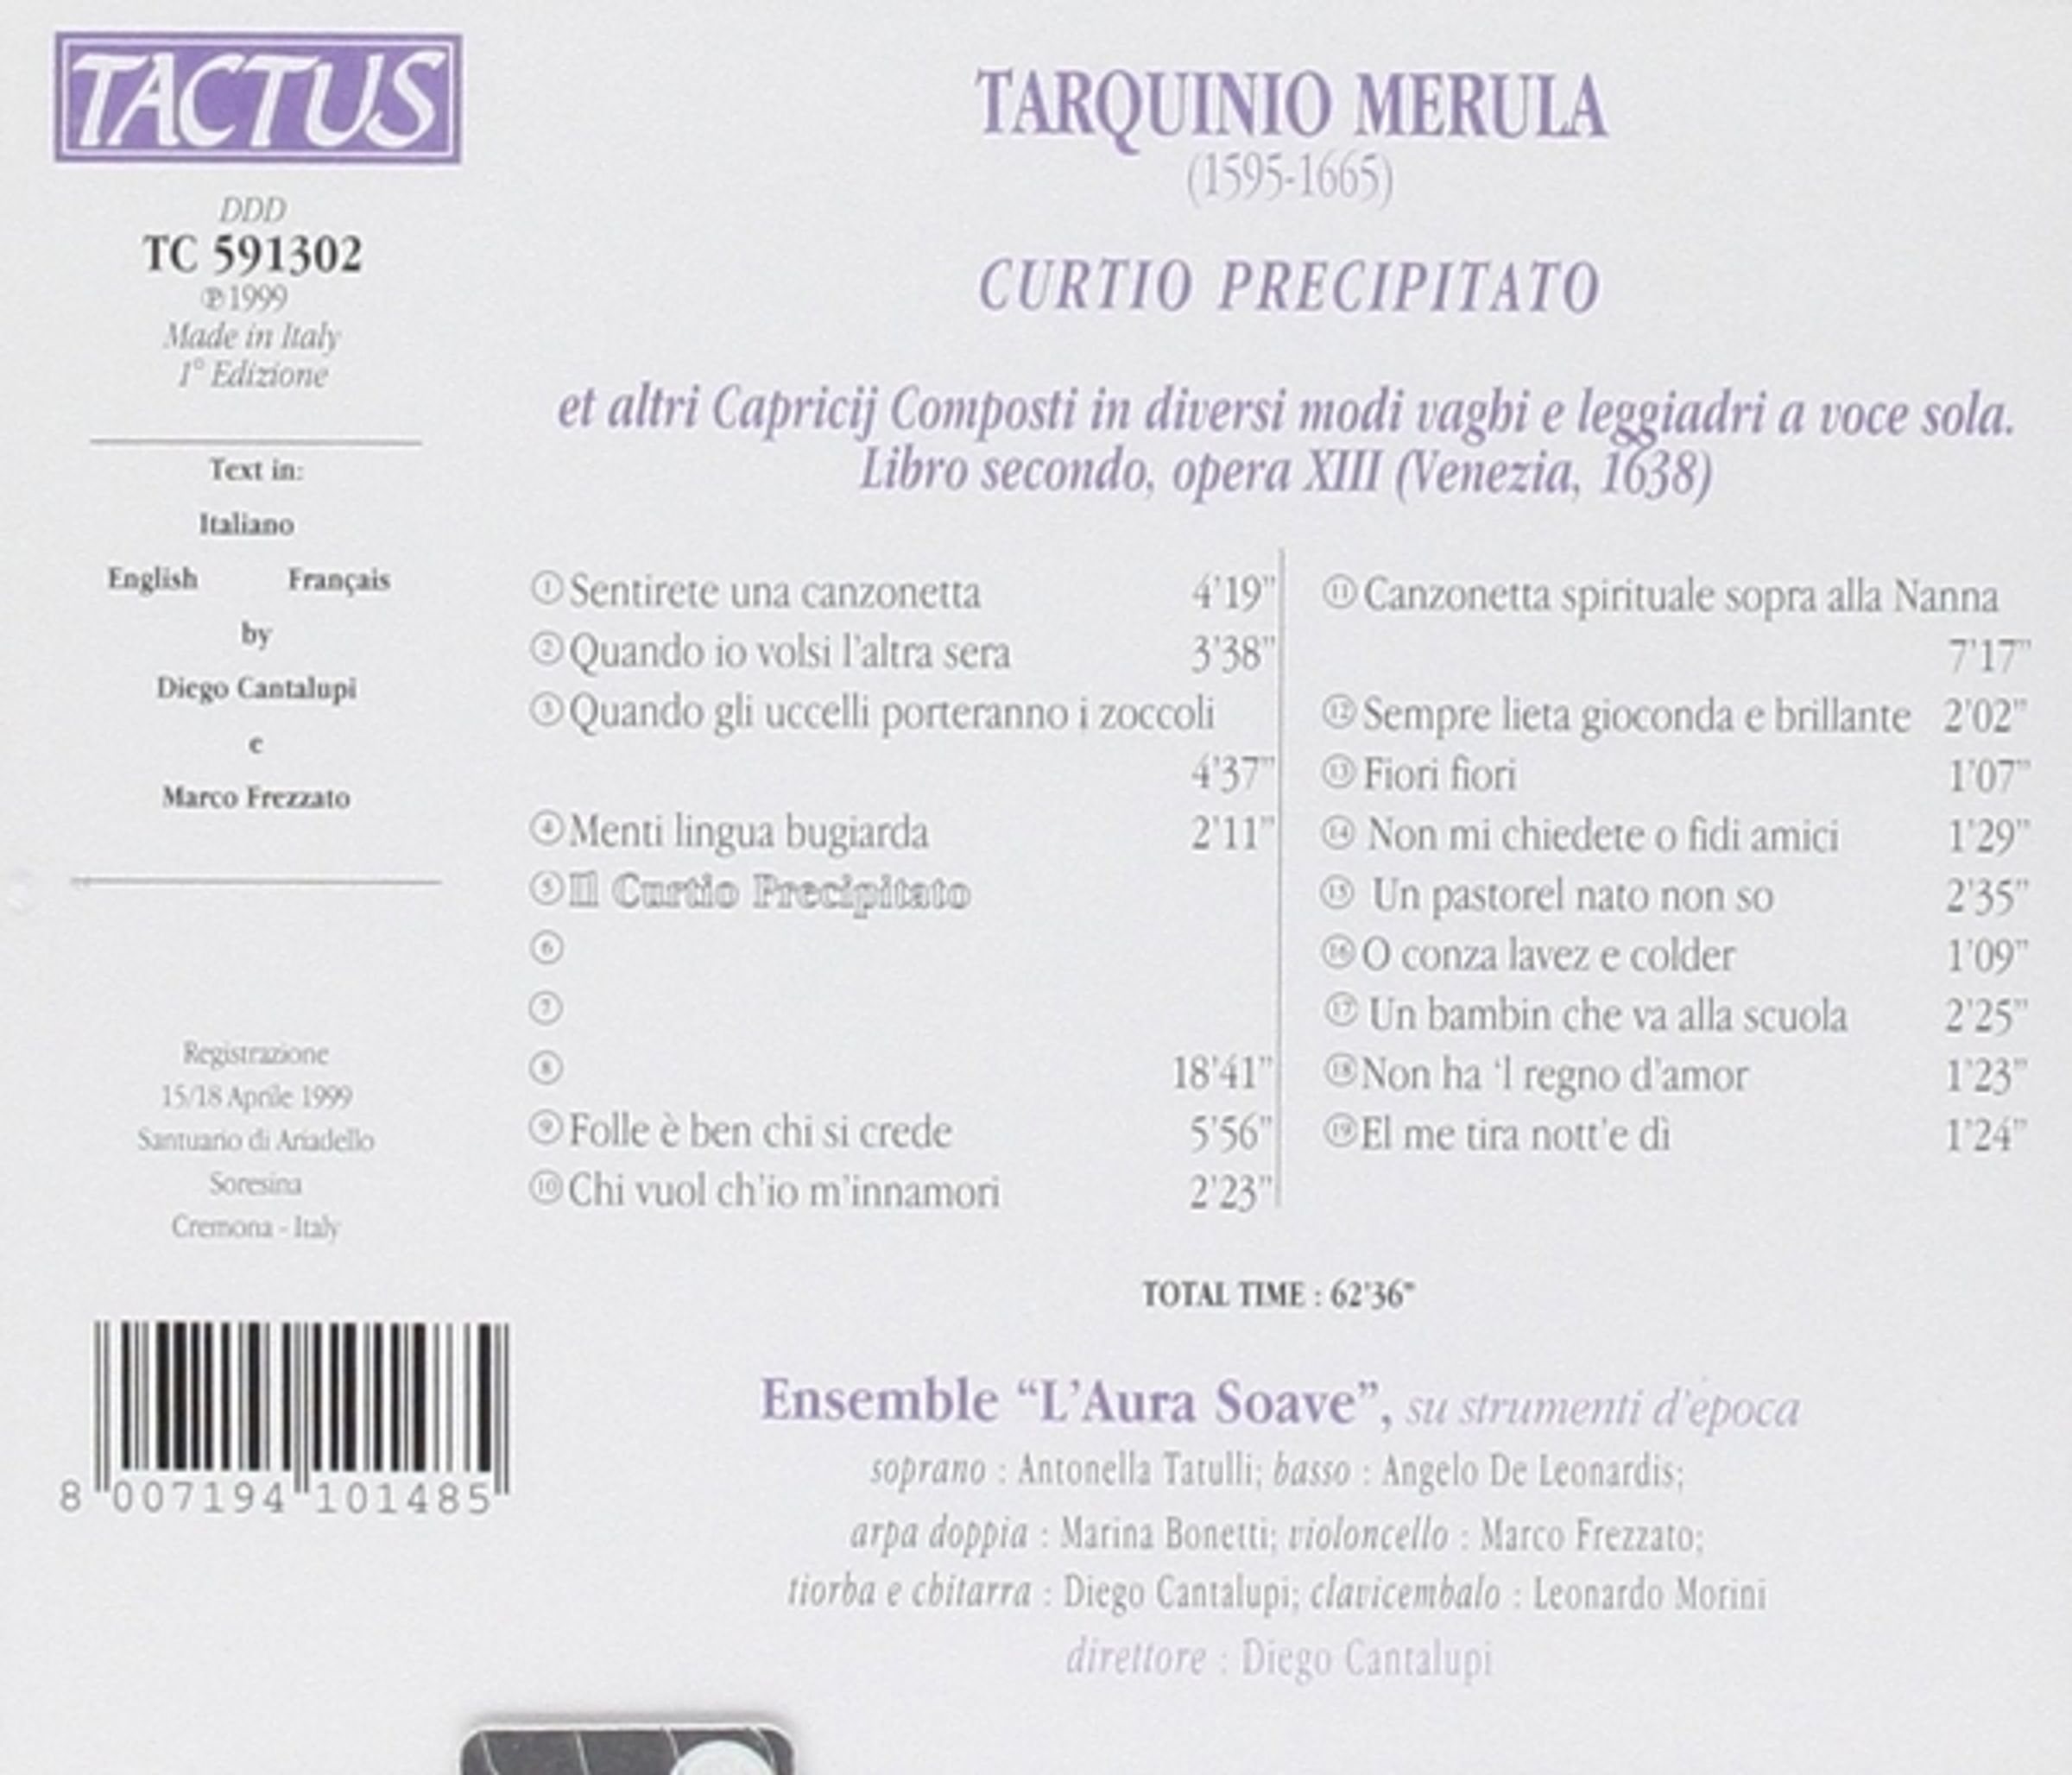 TACTUS
DDD
TC 591302
℗1999
Made in Italy
1° Edizione
Text in:
Italiano
English Français
by
Diego Cantalupi
e
Marco Frezzato
Registrazione
15/18 Aprile 1999
Santuario di Ariadello
Soresina
Cremona - Italy
8 007194 101485
TARQUINIO MERULA
(1595-1665)
CURTIO PRECIPITATO
et altri Capricij Composti in diversi modi vaghi e leggiadri a voce sola.
Libro secondo, opera XIII (Venezia, 1638)
① Sentirete una canzonetta 4'19"
② Quando io volsi l'altra sera 3'38"
③ Quando gli uccelli porteranno i zoccoli
4'37"
④ Menti lingua bugiarda 2'11"
⑤ Il Curtio Precipitato
⑥
⑦
⑧ 18'41"
⑨ Folle è ben chi si crede 5'56"
⑩ Chi vuol ch'io m'innamori 2'23"
⑪ Canzonetta spirituale sopra alla Nanna
7'17"
⑫ Sempre lieta gioconda e brillante 2'02"
⑬ Fiori fiori 1'07"
⑭ Non mi chiedete o fidi amici 1'29"
⑮ Un pastorel nato non so 2'35"
⑯ O conza lavez e colder 1'09"
⑰ Un bambin che va alla scuola 2'25"
⑱ Non ha 'l regno d'amor 1'23"
⑲ El me tira nott'e dì 1'24"
TOTAL TIME : 62'36"
Ensemble “L’Aura Soave”, su strumenti d'epoca
soprano : Antonella Tatulli; basso : Angelo De Leonardis;
arpa doppia : Marina Bonetti; violoncello : Marco Frezzato;
tiorba e chitarra : Diego Cantalupi; clavicembalo : Leonardo Morini
direttore : Diego Cantalupi